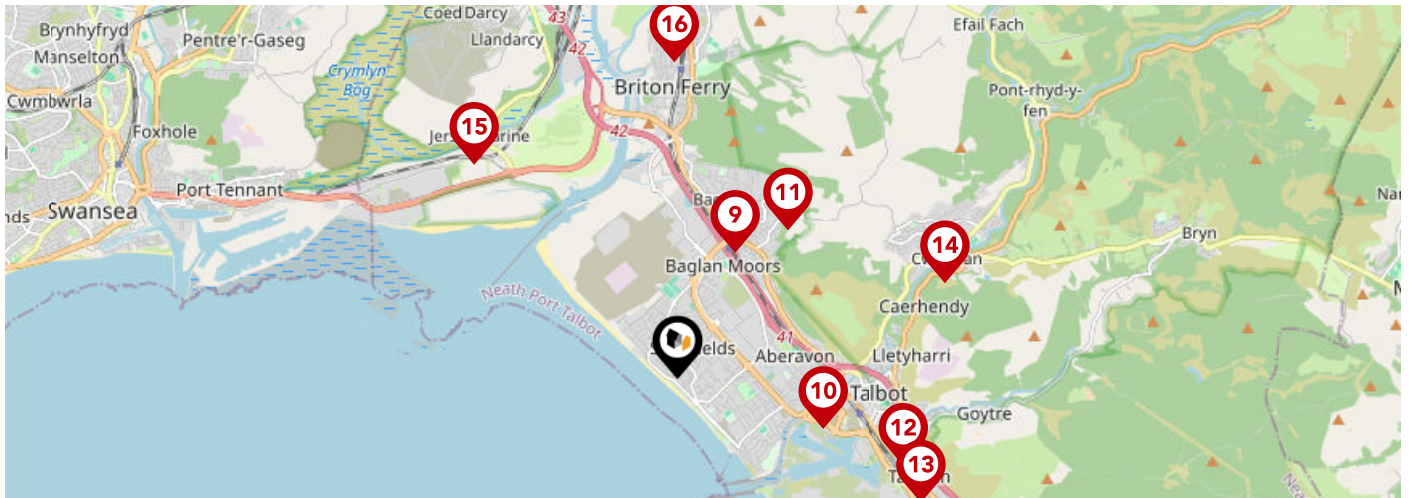 Coed Darcy
43
16
Efail Fach
Brynhyfryd
Pentre'r-Gaseg
Llandarcy
Manselton
42
Crymlyn
Bog
Briton Ferry
Pont-rhyd-y-
fen
Cwmbwrla
15
Foxhole
42
Port Tennant
11
Swansea
9
Bryn
14
Baglan Moors
Neath Port Talbot
Caerhendy
41
Aberavon
Lletyharri
10
Talbot
12
Goytre
13